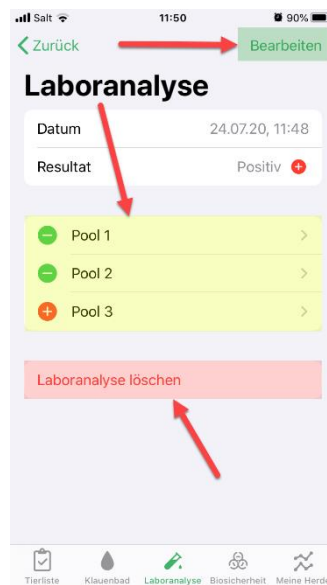 Salt 11:50 90%
Zurück Bearbeiten
Laboranalyse
Datum 24.07.20, 11:48
Resultat Positiv
Pool 1
Pool 2
Pool 3
Laboranalyse löschen
Tierliste Klauenbad Laboranalyse Biosicherheit Meine Herde